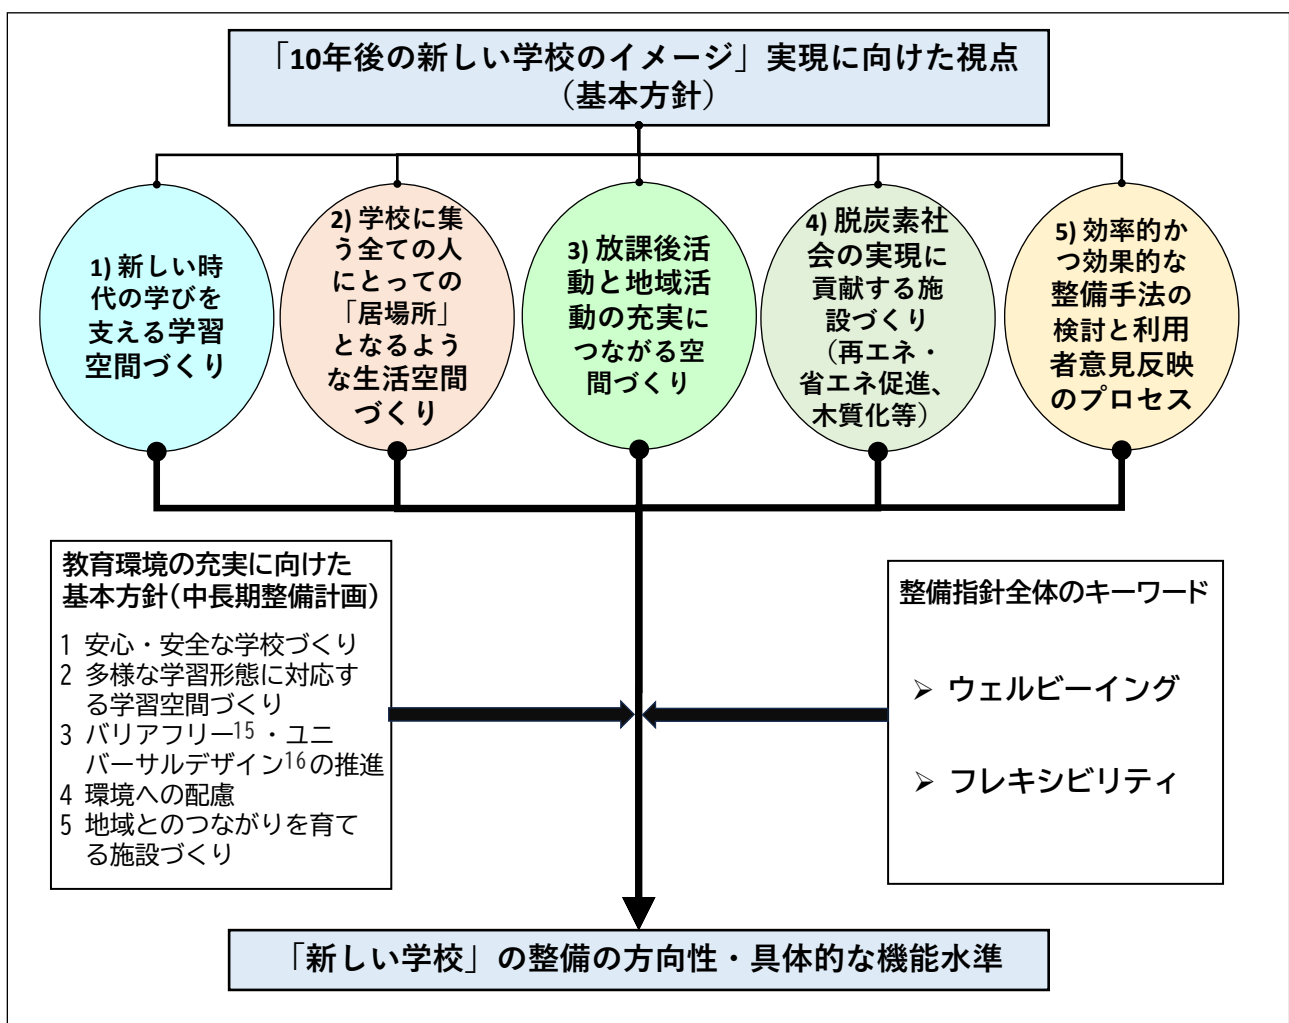 「10年後の新しい学校のイメージ」実現に向けた視点
（基本方針）
1) 新しい時
代の学びを
支える学習
空間づくり
2) 学校に集
う全ての人
にとっての
「居場所」
となるよう
な生活空間
づくり
3) 放課後活
動と地域活
動の充実に
つながる空
間づくり
4) 脱炭素社
会の実現に
貢献する施
設づくり
（再エネ・
省エネ促進、
木質化等）
5) 効率的か
つ効果的な
整備手法の
検討と利用
者意見反映
のプロセス
教育環境の充実に向けた
基本方針（中長期整備計画）
1 安心・安全な学校づくり
2 多様な学習形態に対応す
る学習空間づくり
3 バリアフリー15・ユニ
バーサルデザイン16の推進
4 環境への配慮
5 地域とのつながりを育て
る施設づくり
整備指針全体のキーワード
➢ ウェルビーイング
➢ フレキシビリティ
「新しい学校」の整備の方向性・具体的な機能水準